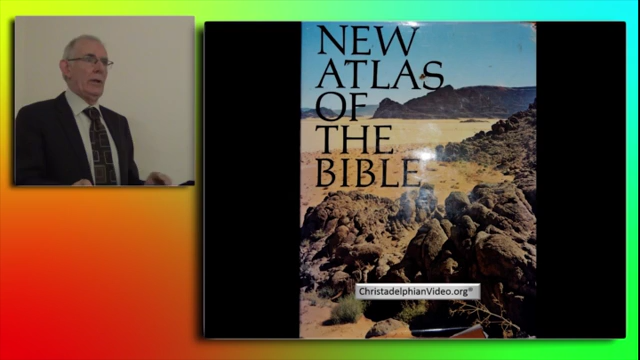 NEW
ATLAS
OF
THE
BIBLE
ChristadelphianVideo.org®